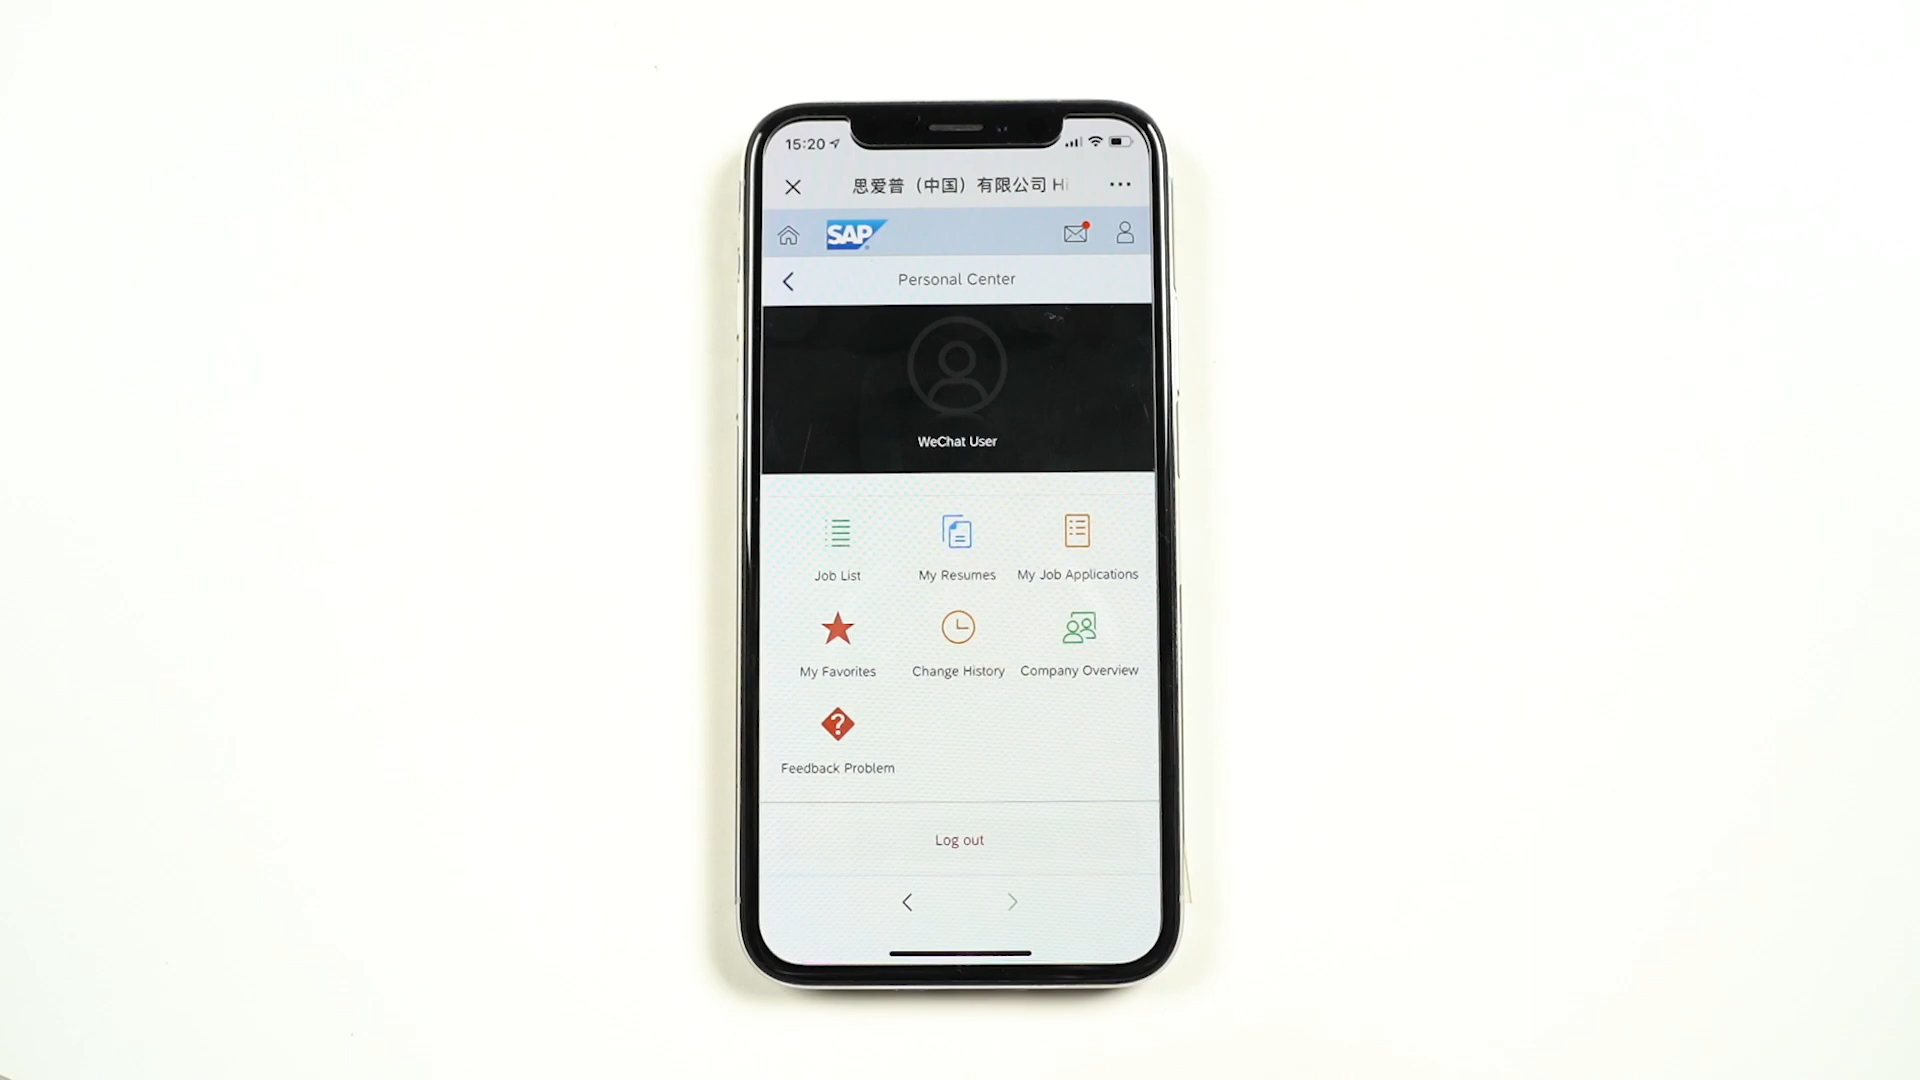 15:20
思爱普（中国）有限公司 Hi
SAP
Personal Center
WeChat User
Job List
My Resumes
My Job Applications
My Favorites
Change History
Company Overview
Feedback Problem
Log out